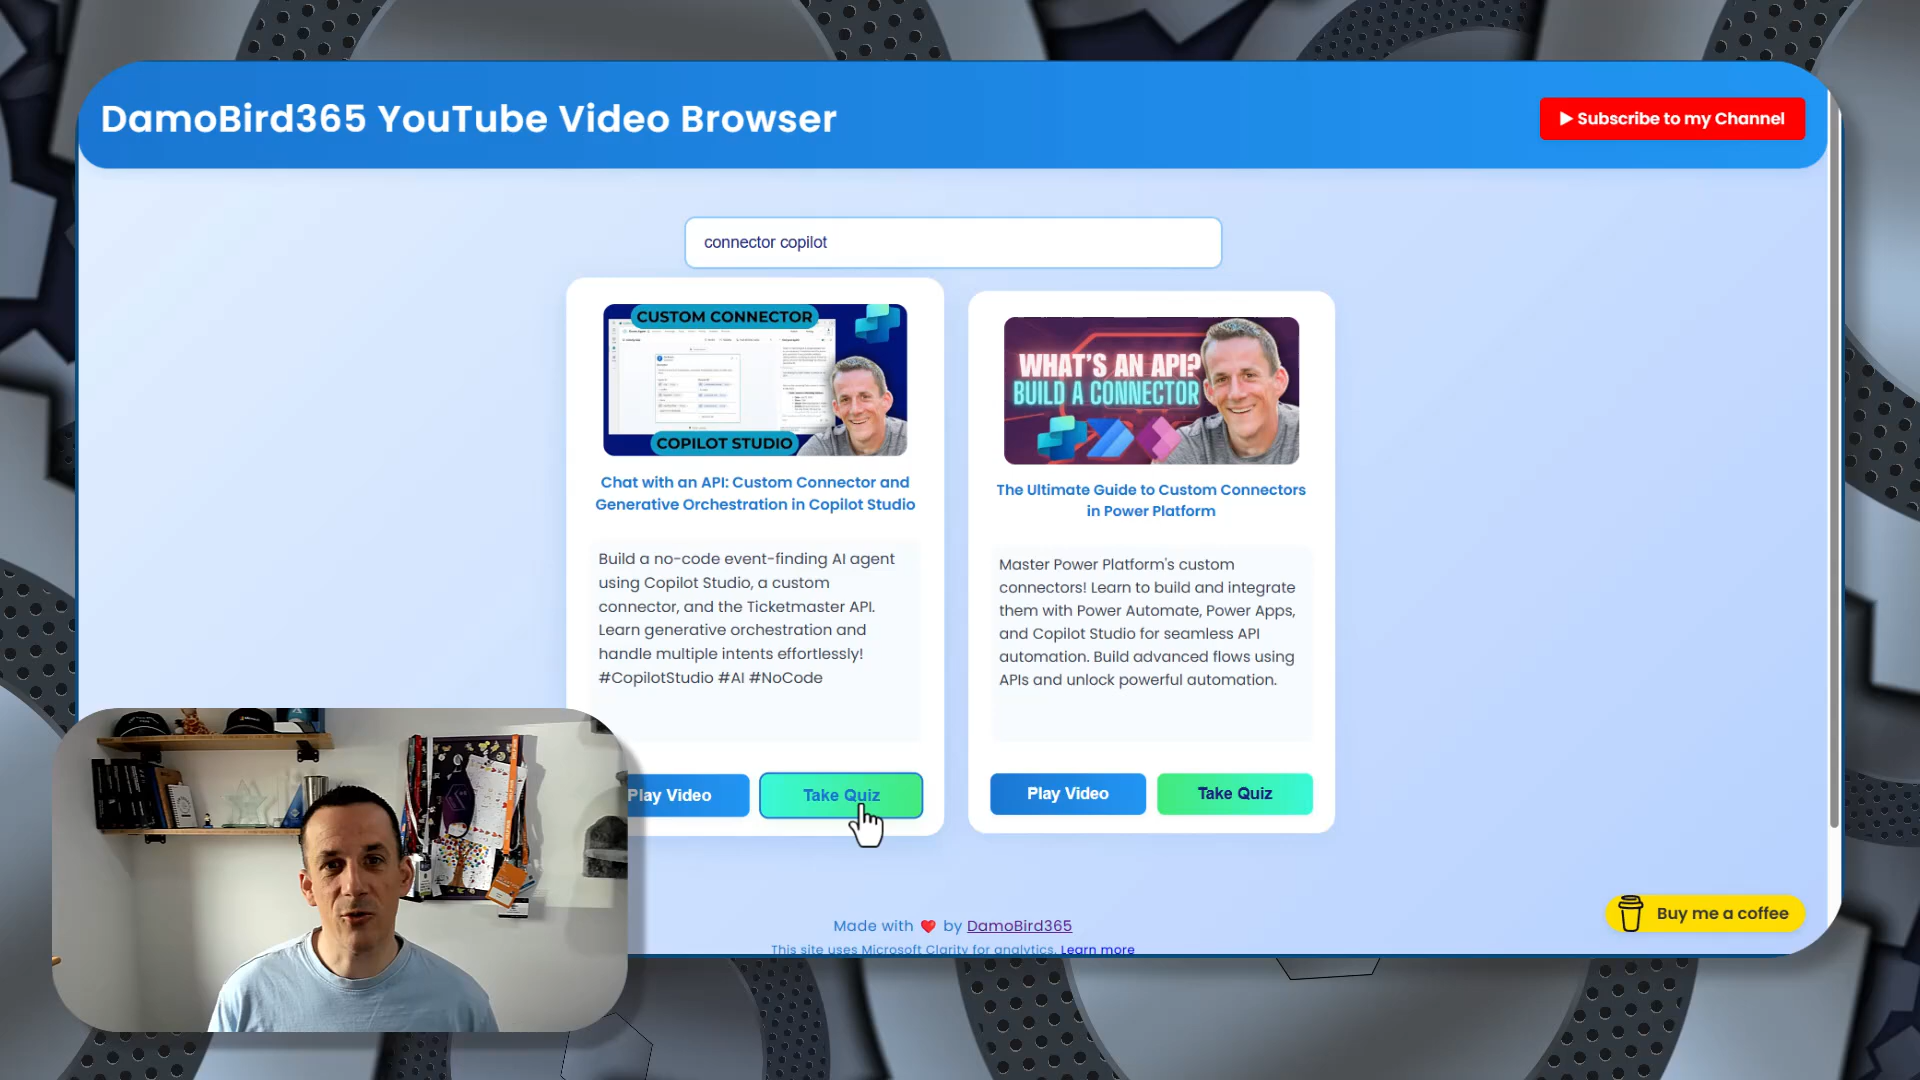 DamoBird365 YouTube Video Browser
Subscribe to my Channel
connector copilot
CUSTOM CONNECTOR
COPILOT STUDIO
Chat with an API: Custom Connector and
Generative Orchestration in Copilot Studio
Build a no-code event-finding AI agent
using Copilot Studio, a custom
connector, and the Ticketmaster API.
Learn generative orchestration and
handle multiple intents effortlessly!
#CopilotStudio #AI #NoCode
Play Video
Take Quiz
WHAT'S AN API?
BUILD A CONNECTOR
The Ultimate Guide to Custom Connectors
in Power Platform
Master Power Platform's custom
connectors! Learn to build and integrate
them with Power Automate, Power Apps,
and Copilot Studio for seamless API
automation. Build advanced flows using
APIs and unlock powerful automation.
Play Video
Take Quiz
Made with ❤️ by DamoBird365
This site uses Microsoft Clarity for analytics. Learn more
Buy me a coffee